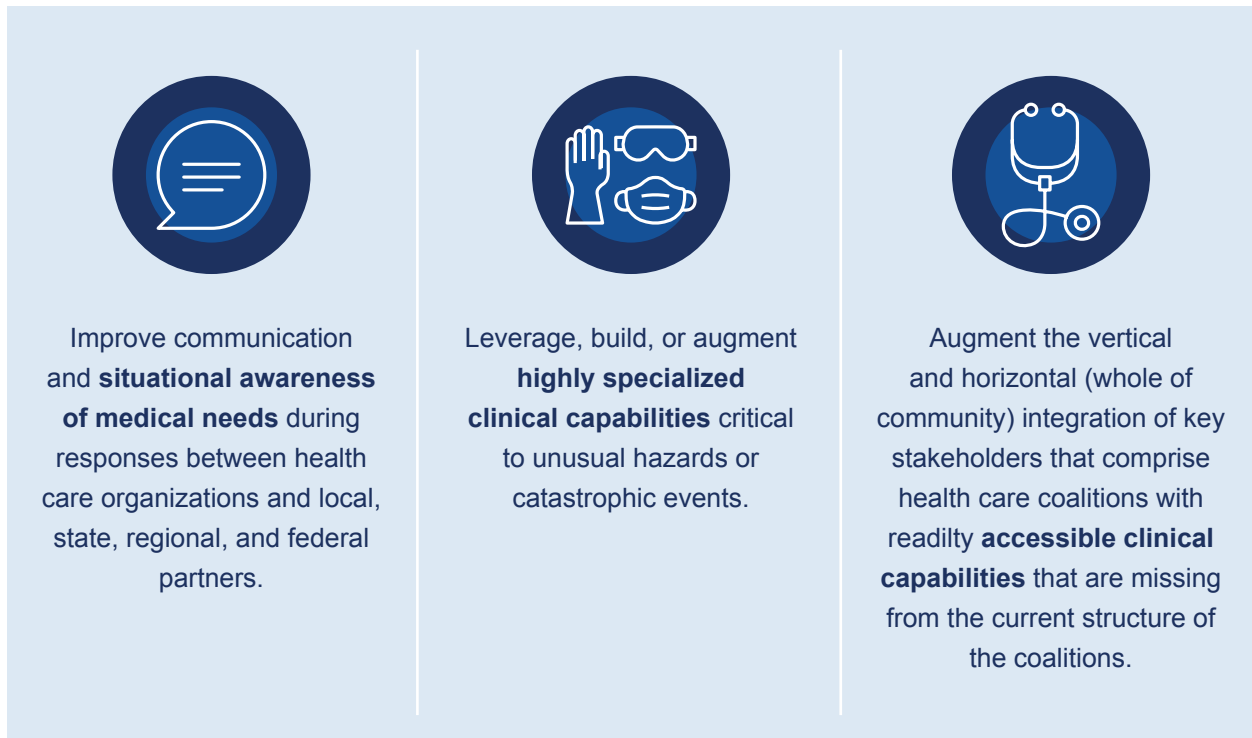 Improve communication
and situational awareness
of medical needs during
responses between health
care organizations and local,
state, regional, and federal
partners.
Leverage, build, or augment
highly specialized
clinical capabilities critical
to unusual hazards or
catastrophic events.
Augment the vertical
and horizontal (whole of
community) integration of key
stakeholders that comprise
health care coalitions with
readilty accessible clinical
capabilities that are missing
from the current structure of
the coalitions.